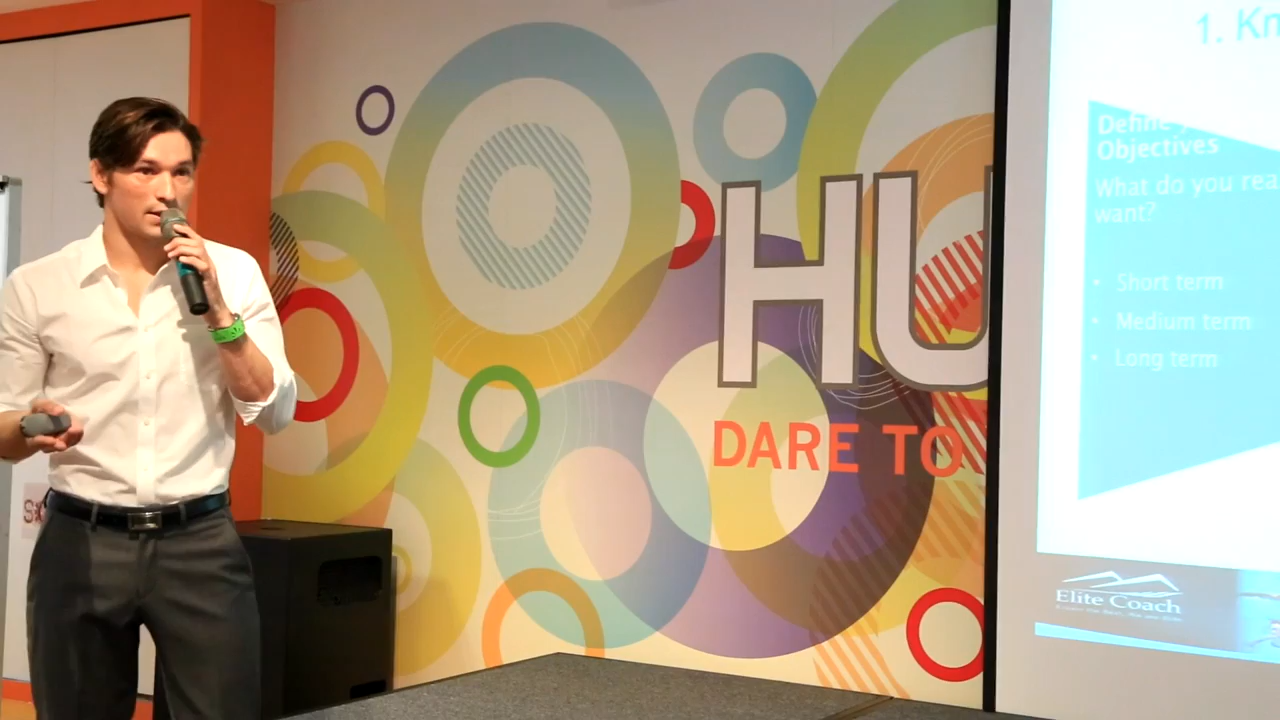 HU
DARE TO
1. Kn
Define
Objectives
What do you rea
want?
• Short term
• Medium term
• Long term
Elite Coach